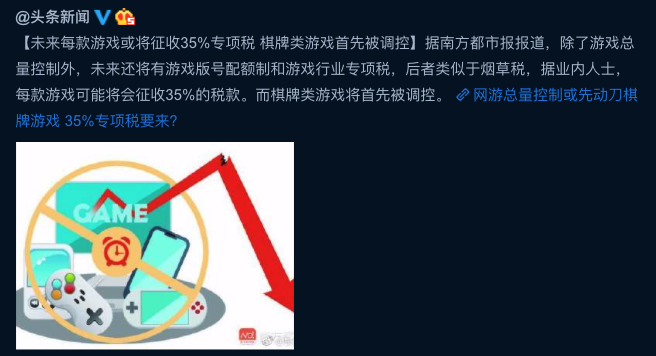 @头条新闻
【未来每款游戏或将征收35%专项税 棋牌类游戏首先被调控】据南方都市报报道，除了游戏总
量控制外，未来还将有游戏版号配额制和游戏行业专项税，后者类似于烟草税，据业内人士，
每款游戏可能将会征收35%的税款。而棋牌类游戏将首先被调控。 网游总量控制或先动刀棋
牌游戏 35%专项税要来?
GAME